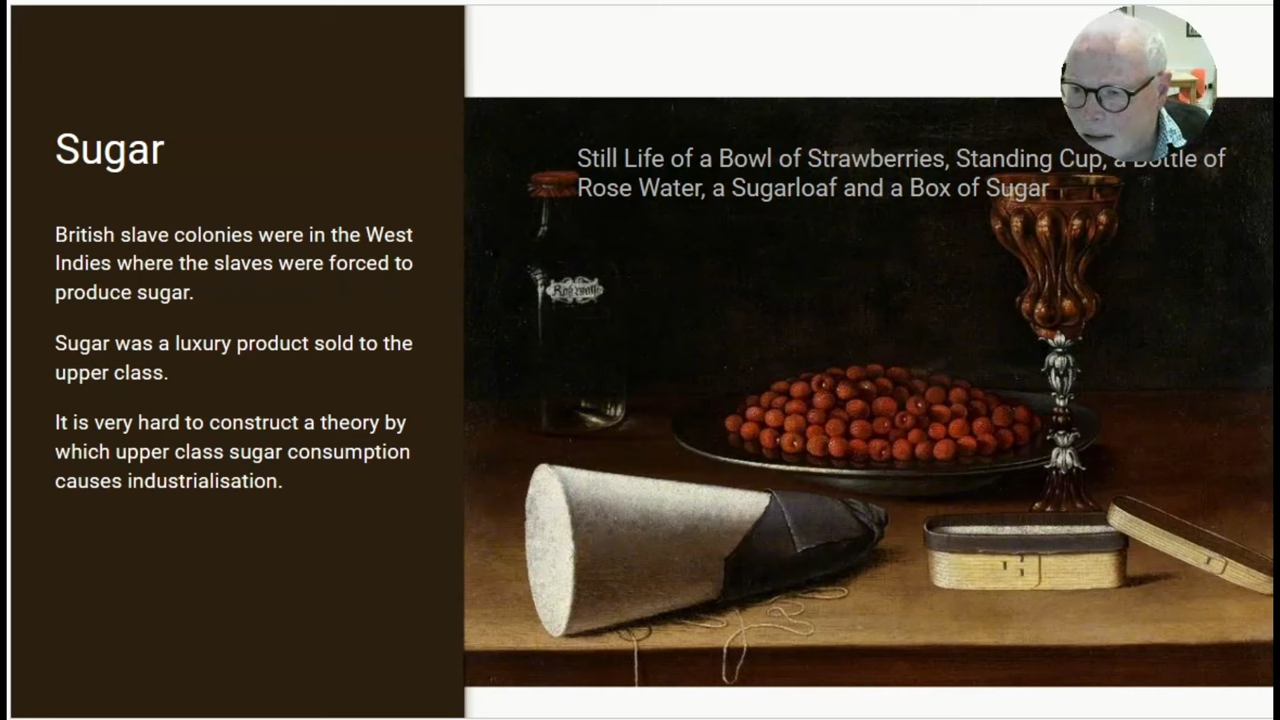 Sugar
British slave colonies were in the West
Indies where the slaves were forced to
produce sugar.
Sugar was a luxury product sold to the
upper class.
It is very hard to construct a theory by
which upper class sugar consumption
causes industrialisation.
Still Life of a Bowl of Strawberries, Standing Cup, a Bottle of
Rose Water, a Sugarloaf and a Box of Sugar